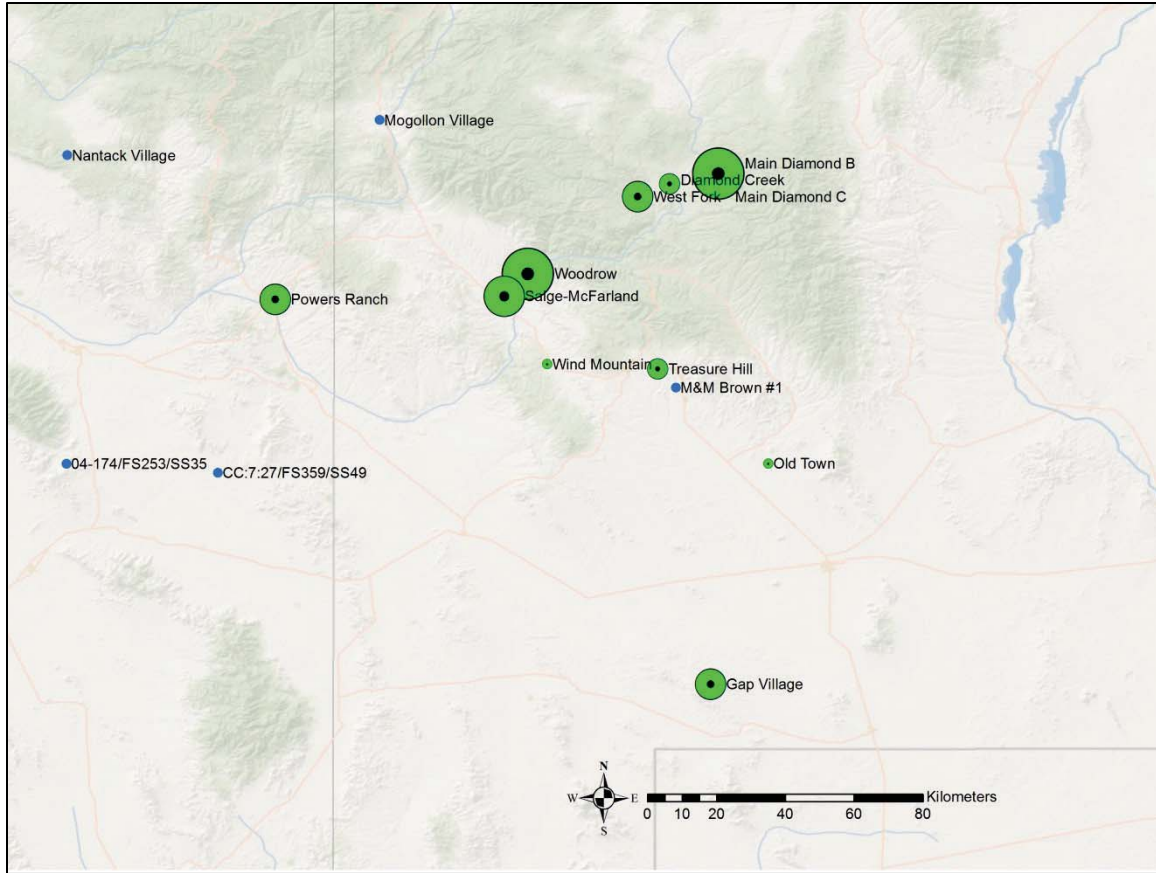 Mogollon Village
Nantack Village
Main Diamond B
Diamond Creek
West Fork
Main Diamond C
Woodrow
Saige-McFarland
Powers Ranch
Wind Mountain
Treasure Hill
M&M Brown #1
04-174/FS253/SS35
CC:7:27/FS359/SS49
Old Town
Gap Village
N
W
E
S
Kilometers
0 10 20 40 60 80